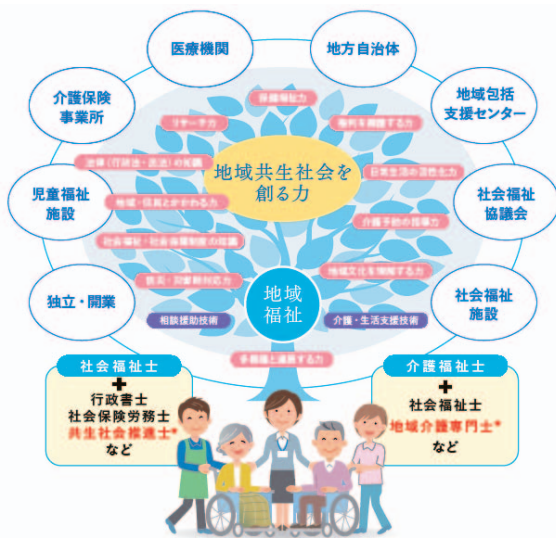 医療機関
地方自治体
介護保険
事業所
地域包括
支援センター
保健福祉力
リサーチ力
権利を擁護する力
法律(行政法・民法)の知識
地域共生社会を
創る力
日常生活の活性化力
児童福祉
施設
地域・住民とかかわる力
社会福祉
協議会
介護予防の指導力
社会福祉・社会保障制度の知識
防災・災害時対応力
地域文化を理解する力
独立・開業
地域
福祉
社会福祉
施設
相談援助技術
介護・生活支援技術
多職種と連携する力
社会福祉士
+
行政書士
社会保険労務士
共生社会推進士*
など
介護福祉士
+
社会福祉士
地域介護専門士*
など